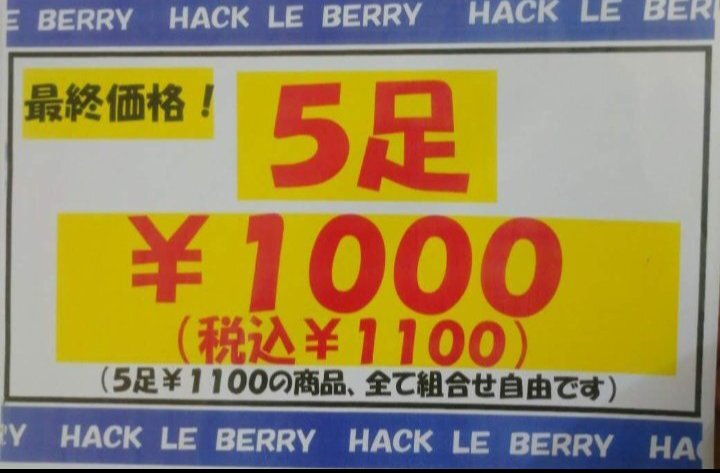 E BERRY HACK LE BERRY HACK LE BER
最終価格!
5足
¥1000
(税込¥1100)
(5足¥1100の商品、全て組合せ自由です)
RY HACK LE BERRY HACK LE BERRY HAC